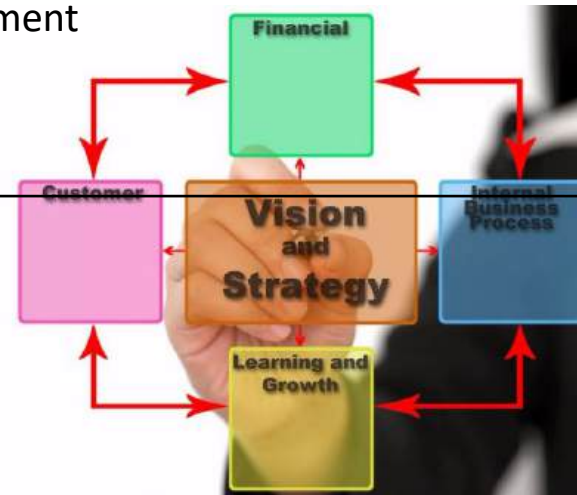 ment
Financial
Customer
Vision
and
Strategy
Internal
Business
Process
Learning and
Growth